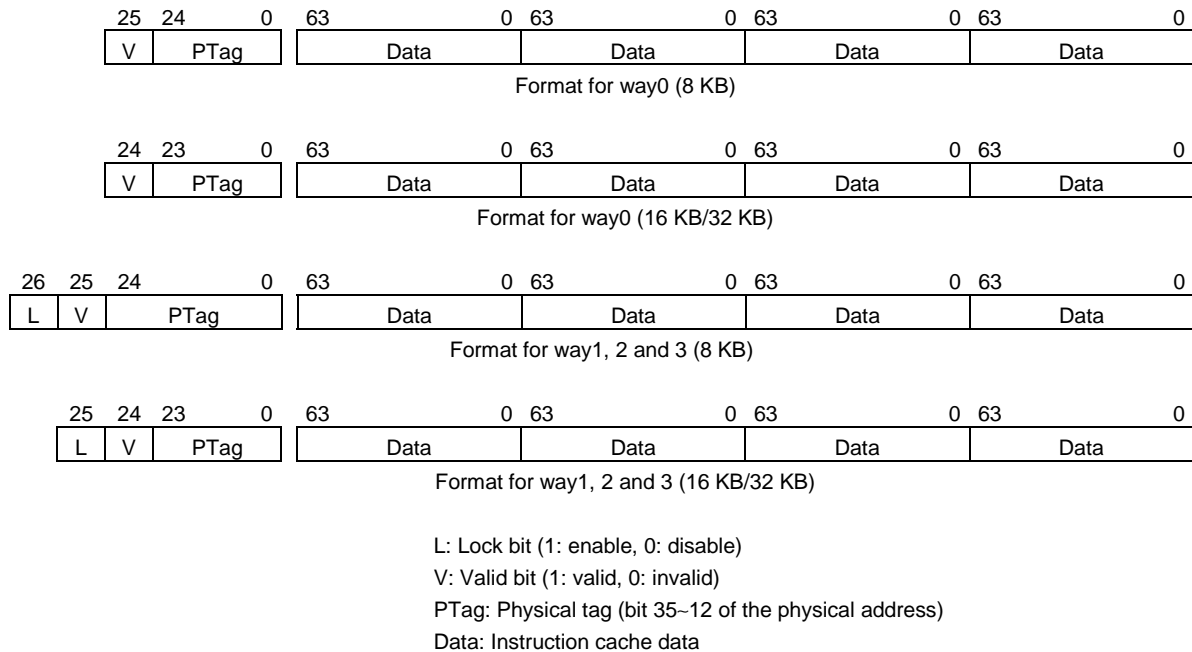 25 24 0 63 0 63 0 63 0 63 0
V PTag Data Data Data Data
Format for way0 (8 KB)
24 23 0 63 0 63 0 63 0 63 0
V PTag Data Data Data Data
Format for way0 (16 KB/32 KB)
26 25 24 0 63 0 63 0 63 0 63 0
L V PTag Data Data Data Data
Format for way1, 2 and 3 (8 KB)
25 24 23 0 63 0 63 0 63 0 63 0
L V PTag Data Data Data Data
Format for way1, 2 and 3 (16 KB/32 KB)
L: Lock bit (1: enable, 0: disable)
V: Valid bit (1: valid, 0: invalid)
PTag: Physical tag (bit 35~12 of the physical address)
Data: Instruction cache data